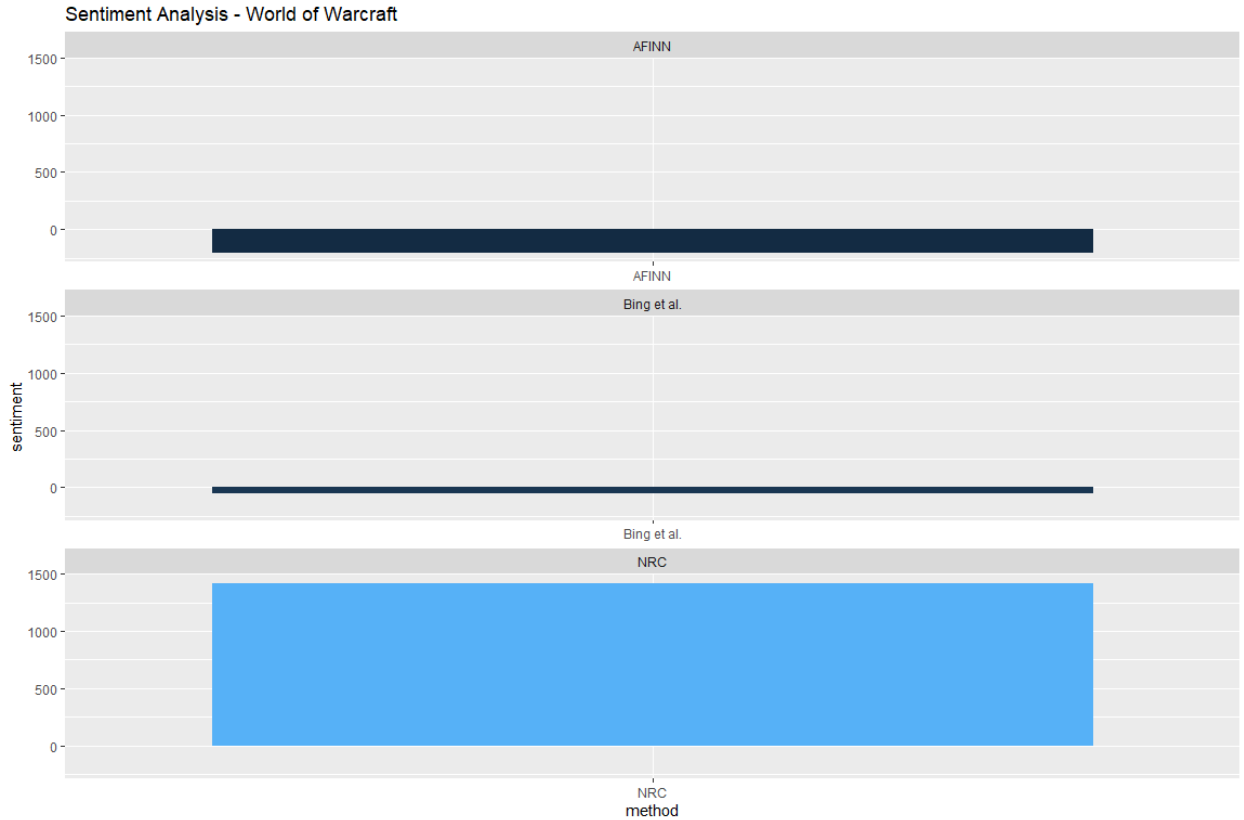 Sentiment Analysis - World of Warcraft
AFINN
1500
1000
500
0
AFINN
Bing et al.
1500
1000
500
0
sentiment
Bing et al.
NRC
1500
1000
500
0
NRC
method